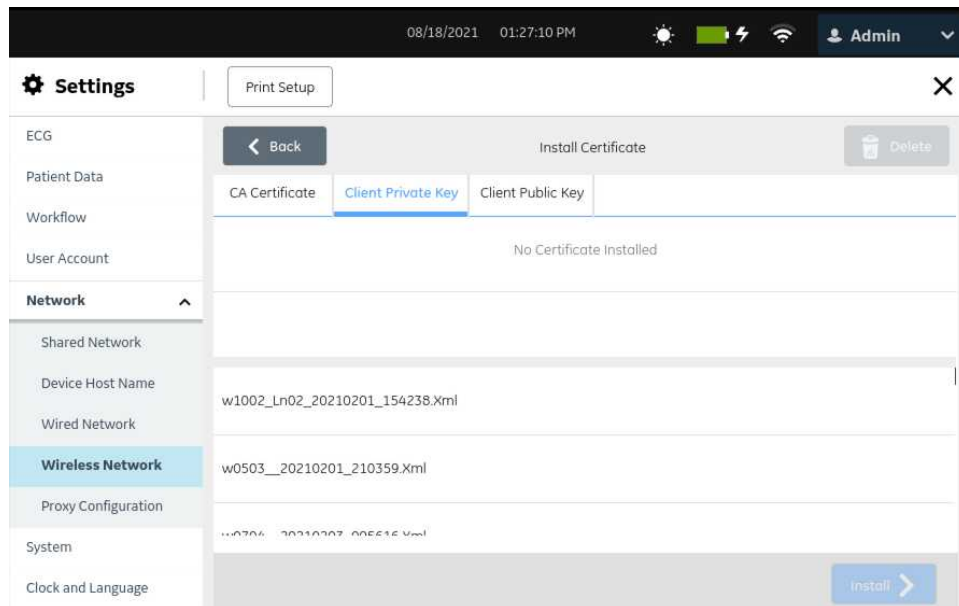 08/18/2021 01:27:10 PM Admin
Settings Print Setup
ECG
Patient Data
Workflow
User Account
Network
Shared Network
Device Host Name
Wired Network
Wireless Network
Proxy Configuration
System
Clock and Language
Back Install Certificate Delete
CA Certificate Client Private Key Client Public Key
No Certificate Installed
w1002_Ln02_20210201_154238.Xml
w0503__20210201_210359.Xml
Install